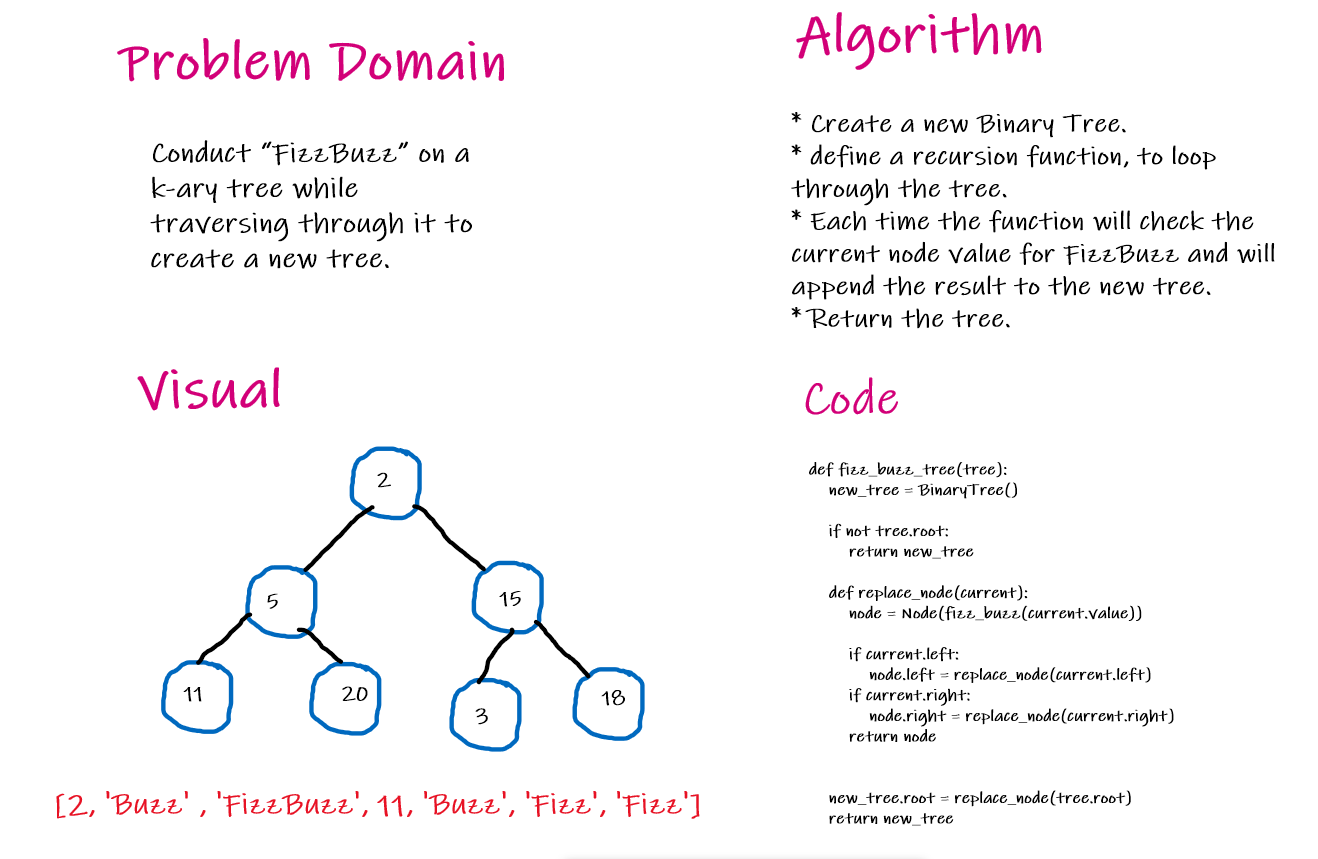 Problem Domain
Conduct "FizzBuzz" on a
k-ary tree while
traversing through it to
create a new tree.
Algorithm
* Create a new Binary Tree.
* define a recursion function, to loop
through the tree.
* Each time the function will check the
current node value for FizzBuzz and will
append the result to the new tree.
* Return the tree.
Visual
2
5
15
11
20
3
18
[2, 'Buzz' , 'FizzBuzz', 11, 'Buzz', 'Fizz', 'Fizz']
Code
def fizz_buzz_tree(tree):
new_tree = BinaryTree()
if not tree.root:
return new_tree
def replace_node(current):
node = Node(fizz_buzz(current.value))
if current.left:
node.left = replace_node(current.left)
if current.right:
node.right = replace_node(current.right)
return node
new_tree.root = replace_node(tree.root)
return new_tree